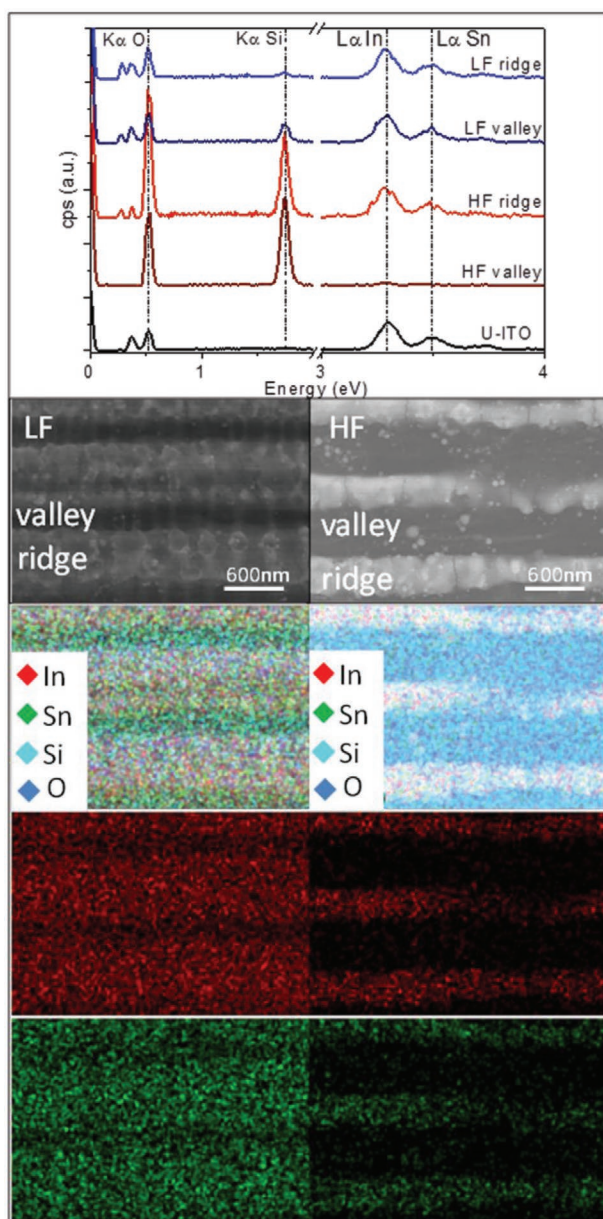 Kα O Kα Si Lα In Lα Sn
LF ridge
LF valley
HF ridge
HF valley
U-ITO
cps (a.u.)
0 1 2 3 4
Energy (eV)
LF
valley
ridge
600nm
HF
valley
ridge
600nm
In
Sn
Si
O
In
Sn
Si
O